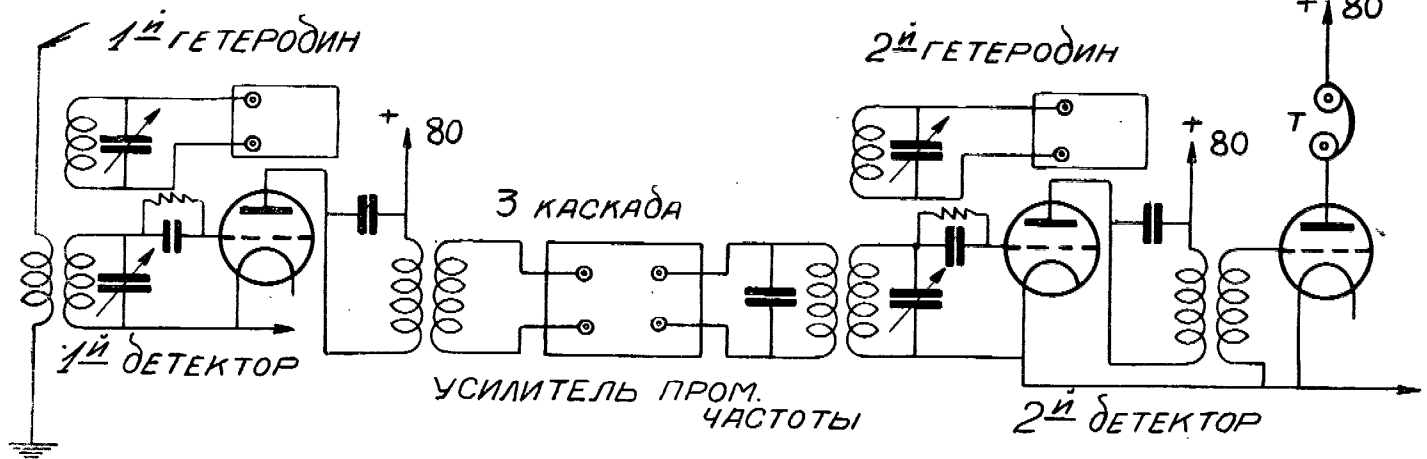 1й гетеродин
2й гетеродин
+ 80
+ 80
+ 80
Т
3 каскада
1й детектор
Усилитель пром.
частоты
2й детектор